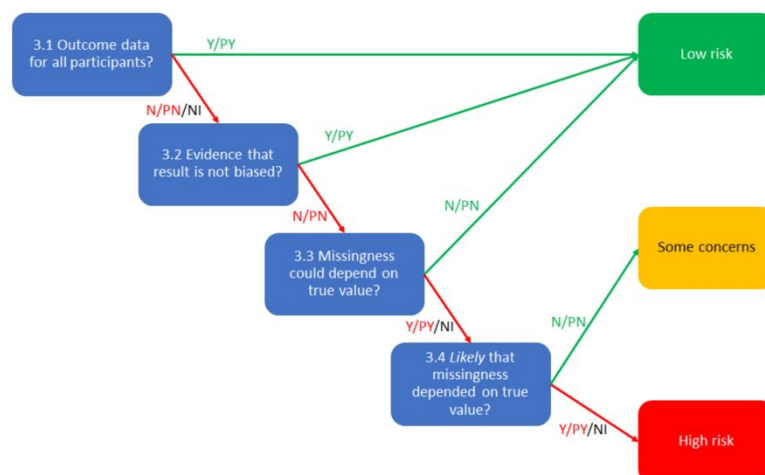 3.1 Outcome data
for all participants?
Y/PY
Low risk
N/PN/NI
3.2 Evidence that
result is not biased?
Y/PY
N/PN
N/PN
3.3 Missingness
could depend on
true value?
Some concerns
Y/PY/NI
N/PN
3.4 Likely that
missingness
depended on true
value?
Y/PY/NI
High risk